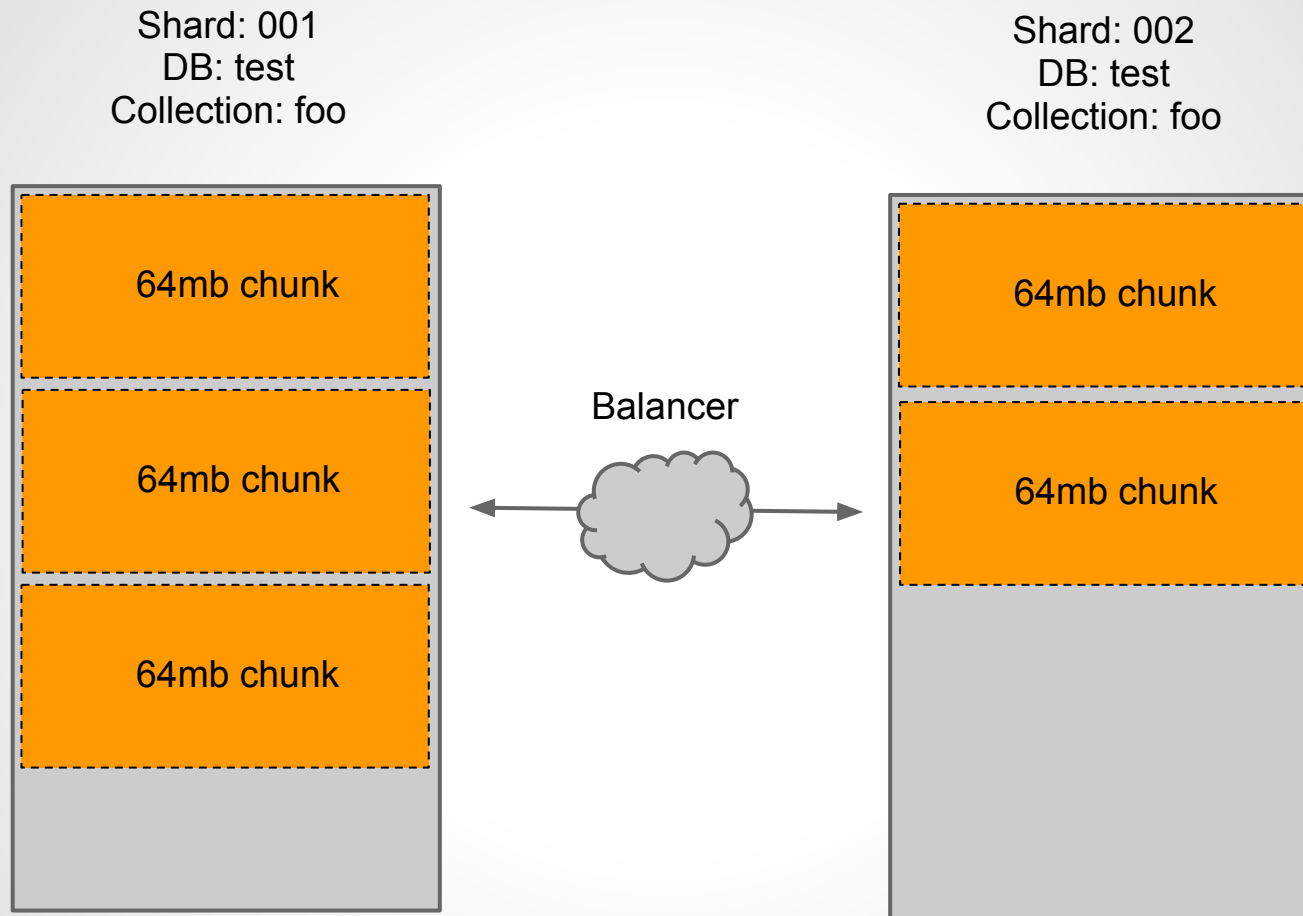 Shard: 001
DB: test
Collection: foo
64mb chunk
64mb chunk
64mb chunk
Balancer
Shard: 002
DB: test
Collection: foo
64mb chunk
64mb chunk